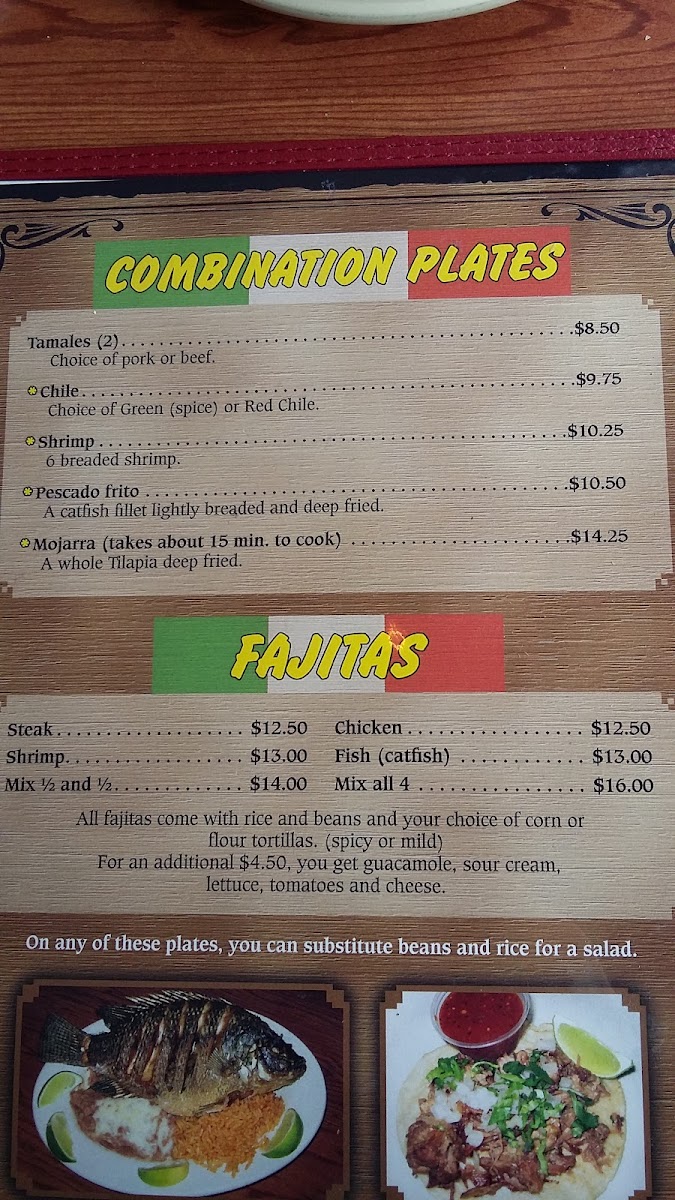 COMBINATION PLATES
Tamales (2)..................................................$8.50
Choice of pork or beef.
Chile..................................................$9.75
Choice of Green (spice) or Red Chile.
Shrimp..................................................$10.25
6 breaded shrimp.
Pescado frito..................................................$10.50
A catfish fillet lightly breaded and deep fried.
Mojarra (takes about 15 min. to cook)..........................$14.25
A whole Tilapia deep fried.
FAJITAS
Steak.................... $12.50 Chicken.................. $12.50
Shrimp................... $13.00 Fish (catfish)............ $13.00
Mix ½ and ½.............. $14.00 Mix all 4................. $16.00
All fajitas come with rice and beans and your choice of corn or
flour tortillas. (spicy or mild)
For an additional $4.50, you get guacamole, sour cream,
lettuce, tomatoes and cheese.
On any of these plates, you can substitute beans and rice for a salad.